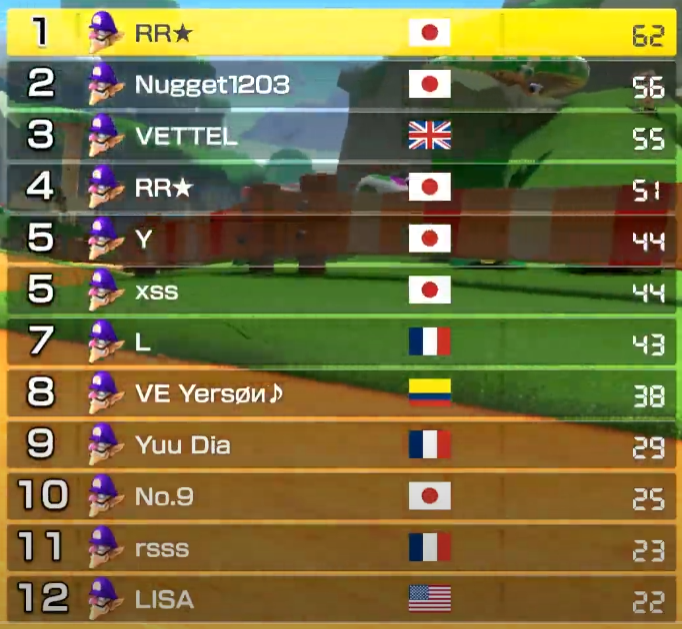 1 RR★ 62
2 Nugget1203 56
3 VETTEL 55
4 RR★ 51
5 Y 44
5 xss 44
7 L 43
8 VE Yersøи♪ 38
9 Yuu Dia 29
10 No.9 25
11 rsss 23
12 LISA 22